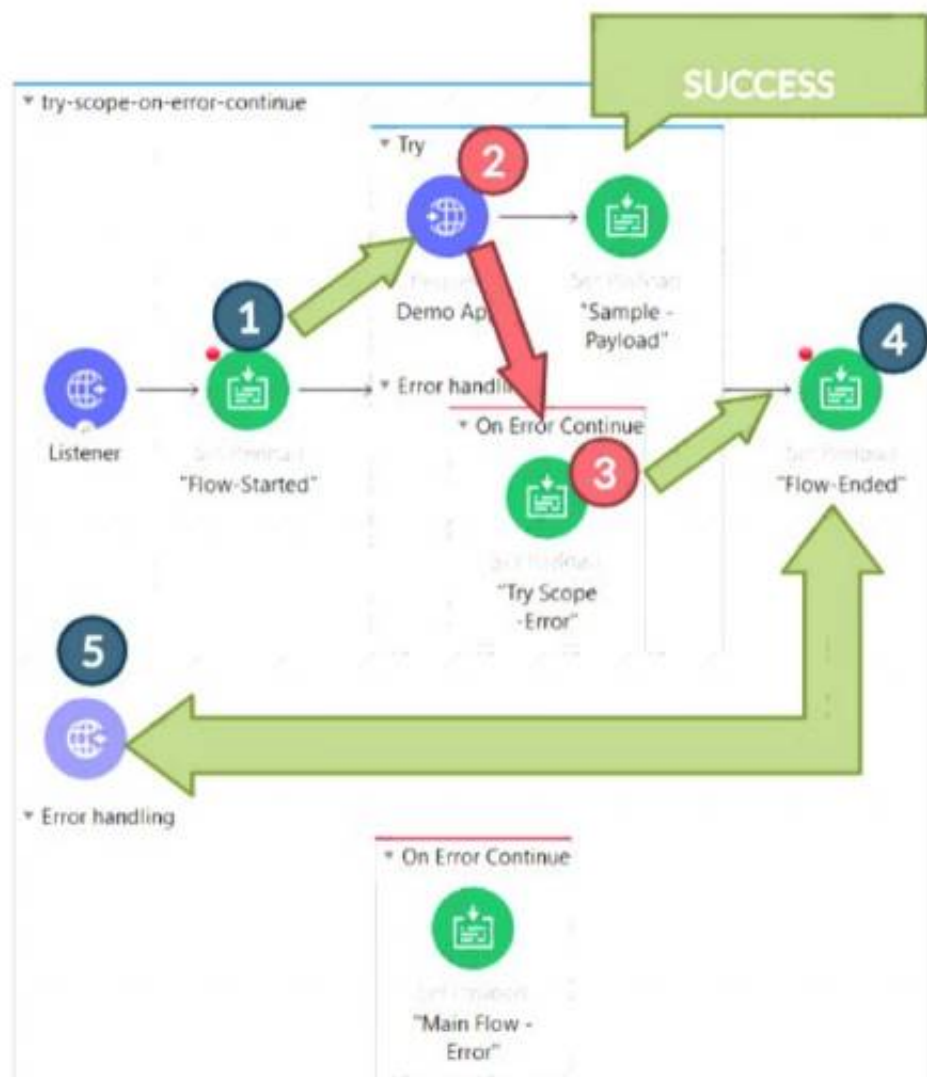 SUCCESS
try-scope-on-error-continue
Try
2
1
Demo Ap
"Sample -
Payload"
4
Error handlin
On Error Continue
Listener
"Flow-Started"
3
"Flow-Ended"
"Try Scope
-Error"
5
Error handling
On Error Continue
"Main Flow -
Error"